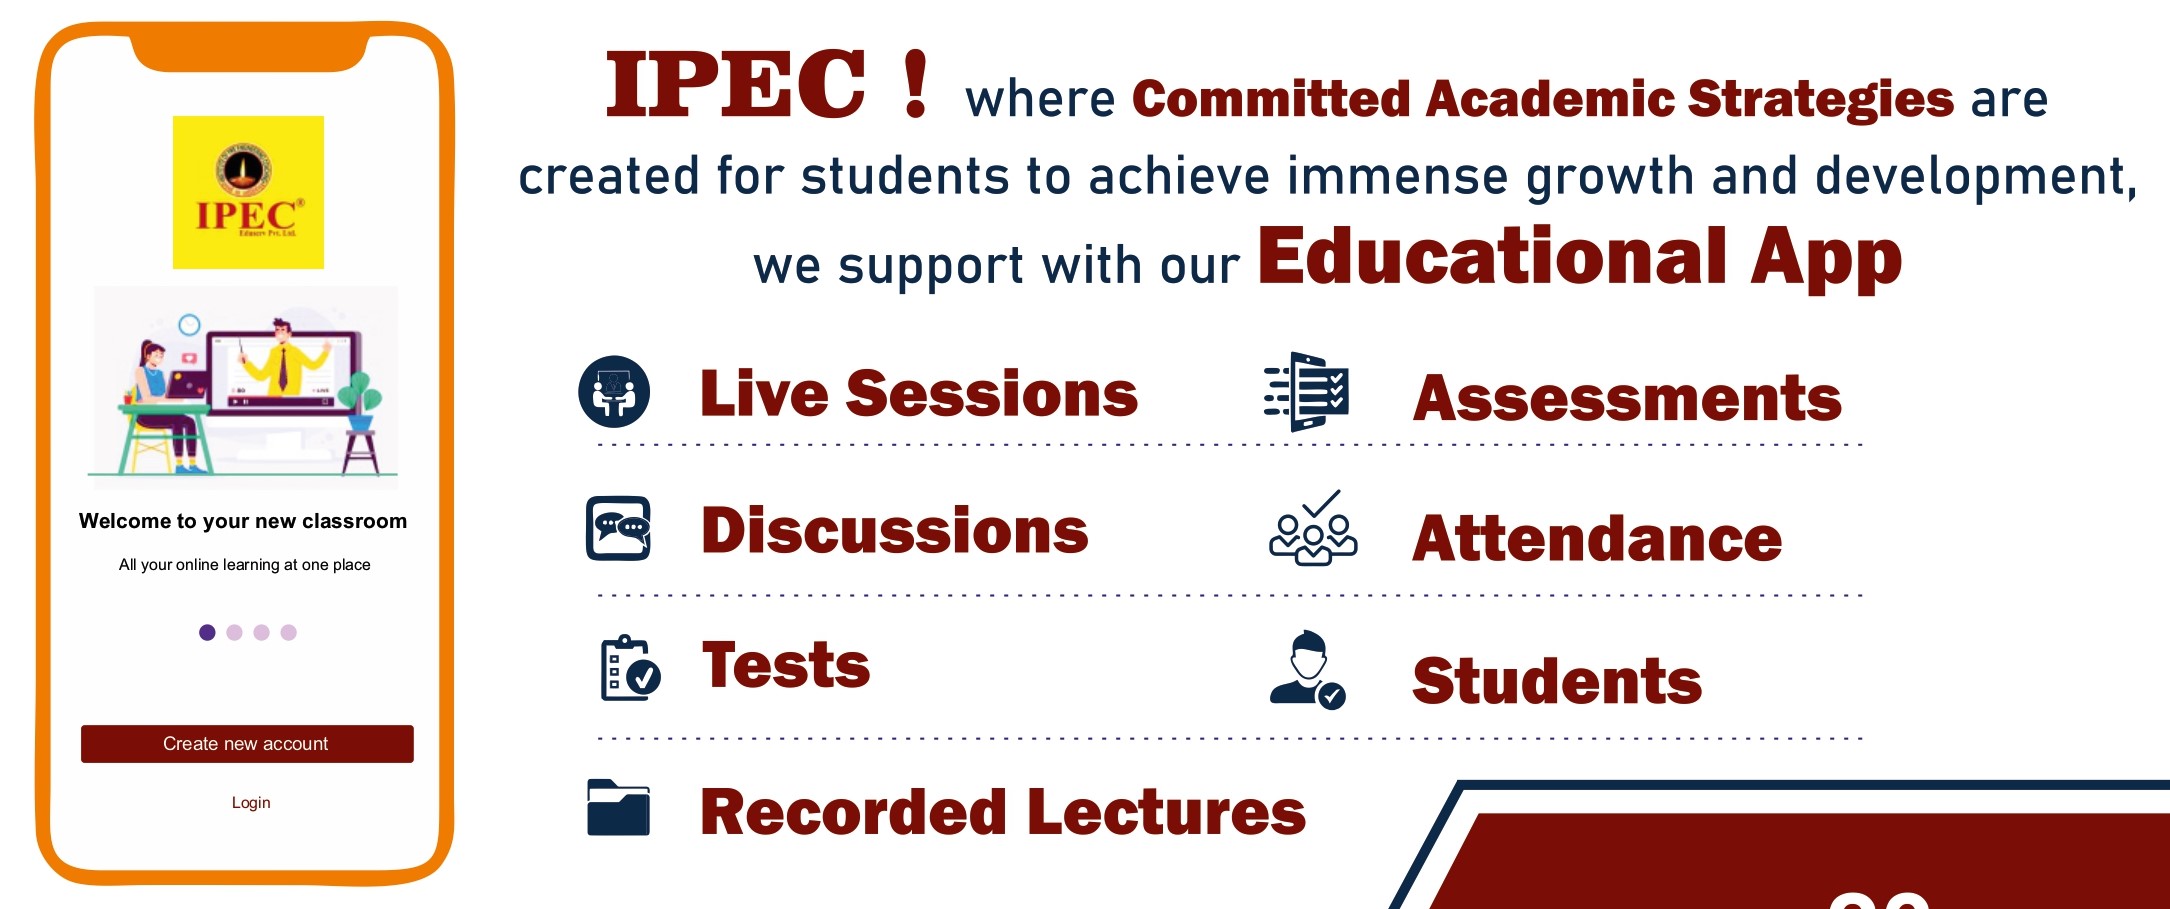 IPEC®
Eduserv Pvt. Ltd.
Welcome to your new classroom
All your online learning at one place
Create new account
Login
IPEC ! where Committed Academic Strategies are
created for students to achieve immense growth and development,
we support with our Educational App
Live Sessions
Assessments
Discussions
Attendance
Tests
Students
Recorded Lectures